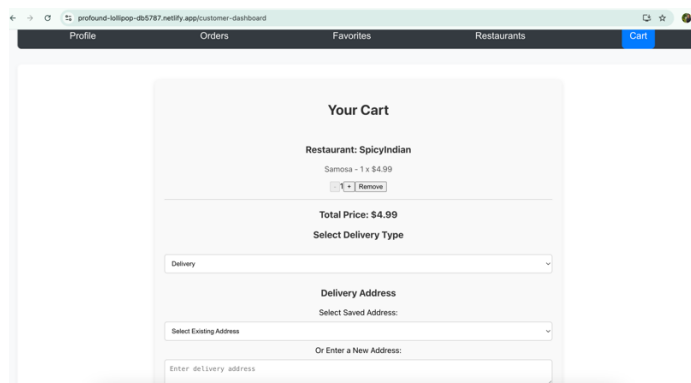 profound-lollipop-db5787.netlify.app/customer-dashboard
Profile Orders Favorites Restaurants Cart
Your Cart
Restaurant: SpicyIndian
Samosa - 1 x $4.99
- 1 + Remove
Total Price: $4.99
Select Delivery Type
Delivery
Delivery Address
Select Saved Address:
Select Existing Address
Or Enter a New Address:
Enter delivery address